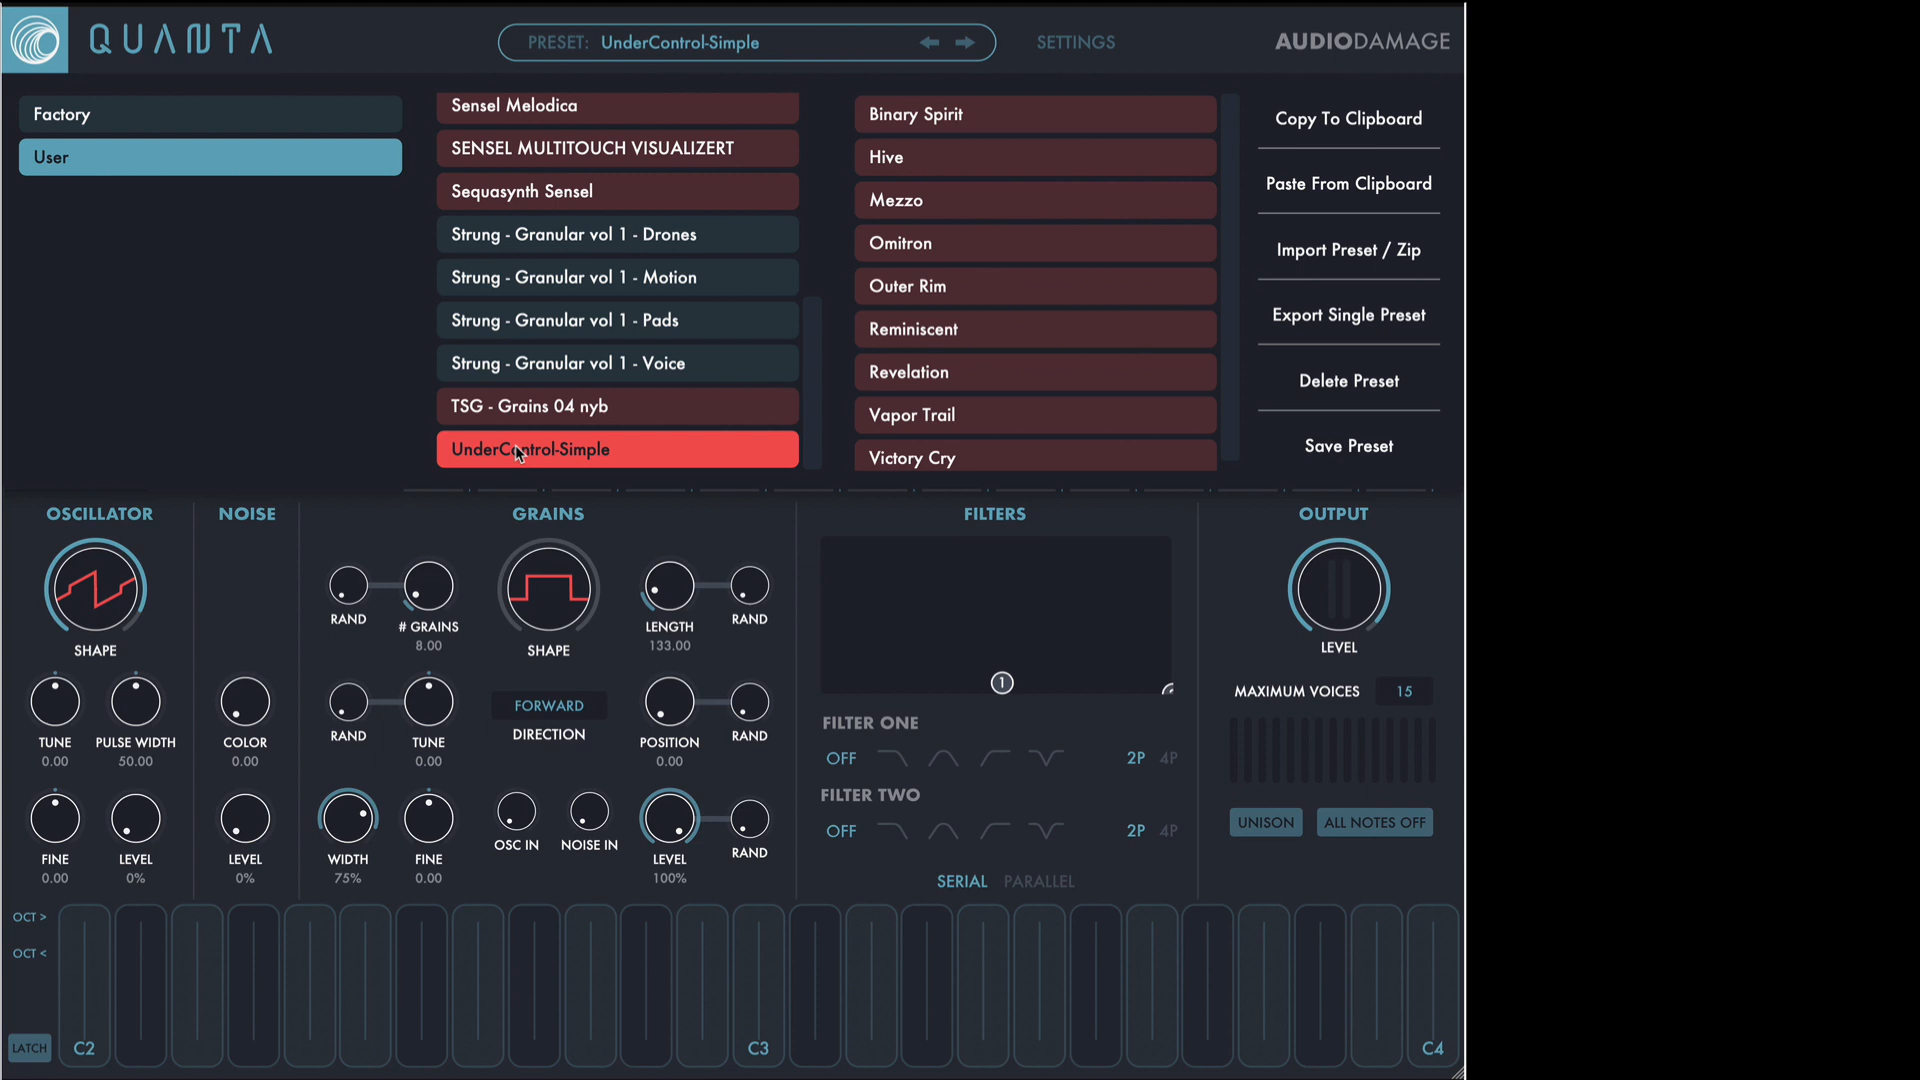 QUANTA
PRESET: UnderControl-Simple
SETTINGS
AUDIODAMAGE
Factory
User
Sensel Melodica
SENSEL MULTITOUCH VISUALIZERT
Sequasynth Sensel
Strung - Granular vol 1 - Drones
Strung - Granular vol 1 - Motion
Strung - Granular vol 1 - Pads
Strung - Granular vol 1 - Voice
TSG - Grains 04 nyb
UnderControl-Simple
Binary Spirit
Hive
Mezzo
Omitron
Outer Rim
Reminiscent
Revelation
Vapor Trail
Victory Cry
Copy To Clipboard
Paste From Clipboard
Import Preset / Zip
Export Single Preset
Delete Preset
Save Preset
OSCILLATOR
SHAPE
TUNE
0.00
PULSE WIDTH
50.00
FINE
0.00
LEVEL
0%
NOISE
COLOR
0.00
LEVEL
0%
GRAINS
RAND
# GRAINS
8.00
SHAPE
LENGTH
133.00
RAND
RAND
TUNE
0.00
FORWARD
DIRECTION
POSITION
0.00
RAND
WIDTH
75%
FINE
0.00
OSC IN
NOISE IN
LEVEL
100%
RAND
FILTERS
1
FILTER ONE
OFF
2P 4P
FILTER TWO
OFF
2P 4P
SERIAL PARALLEL
OUTPUT
LEVEL
MAXIMUM VOICES 15
UNISON
ALL NOTES OFF
OCT >
OCT <
LATCH
C2
C3
C4